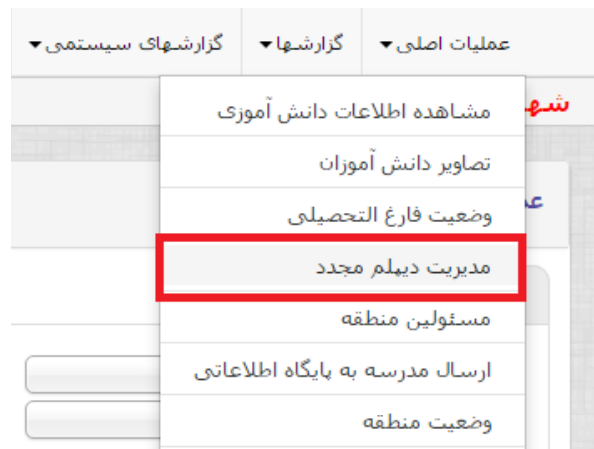 عملیات اصلی گزارشها گزارشهای سیستمی
مشاهده اطلاعات دانش آموزی
تصاویر دانش آموزان
وضعیت فارغ التحصیلی
مدیریت دیپلم مجدد
مسئولین منطقه
ارسال مدرسه به پایگاه اطلاعاتی
وضعیت منطقه